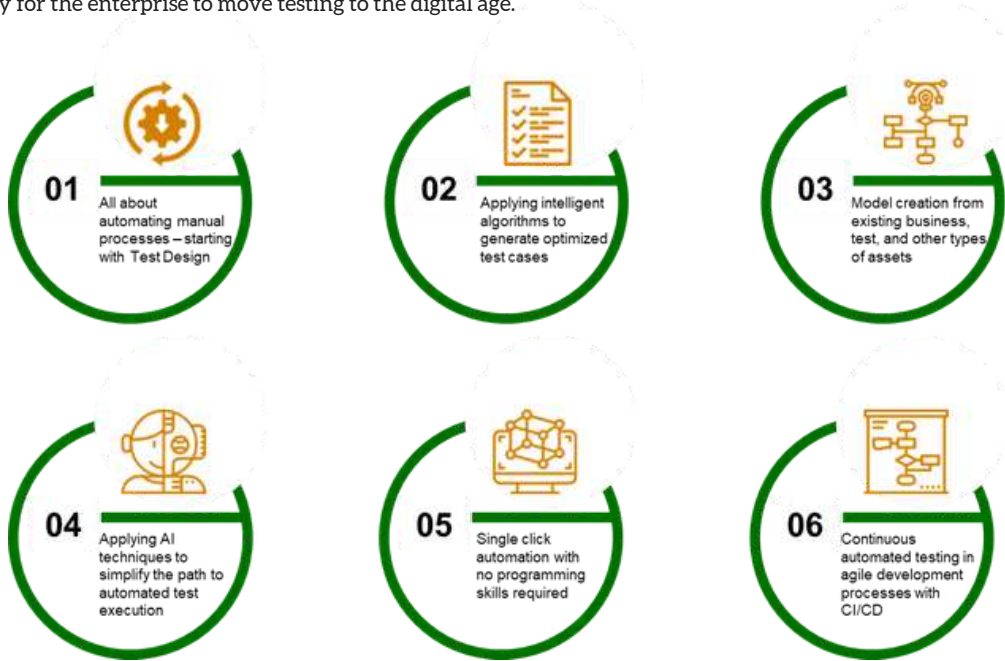 y for the enterprise to move testing to the digital age.
01
All about
automating manual
processes – starting
with Test Design
02
Applying intelligent
algorithms to
generate optimized
test cases
03
Model creation from
existing business,
test, and other types
of assets
04
Applying AI
techniques to
simplify the path to
automated test
execution
05
Single click
automation with
no programming
skills required
06
Continuous
automated testing in
agile development
processes with
CI/CD